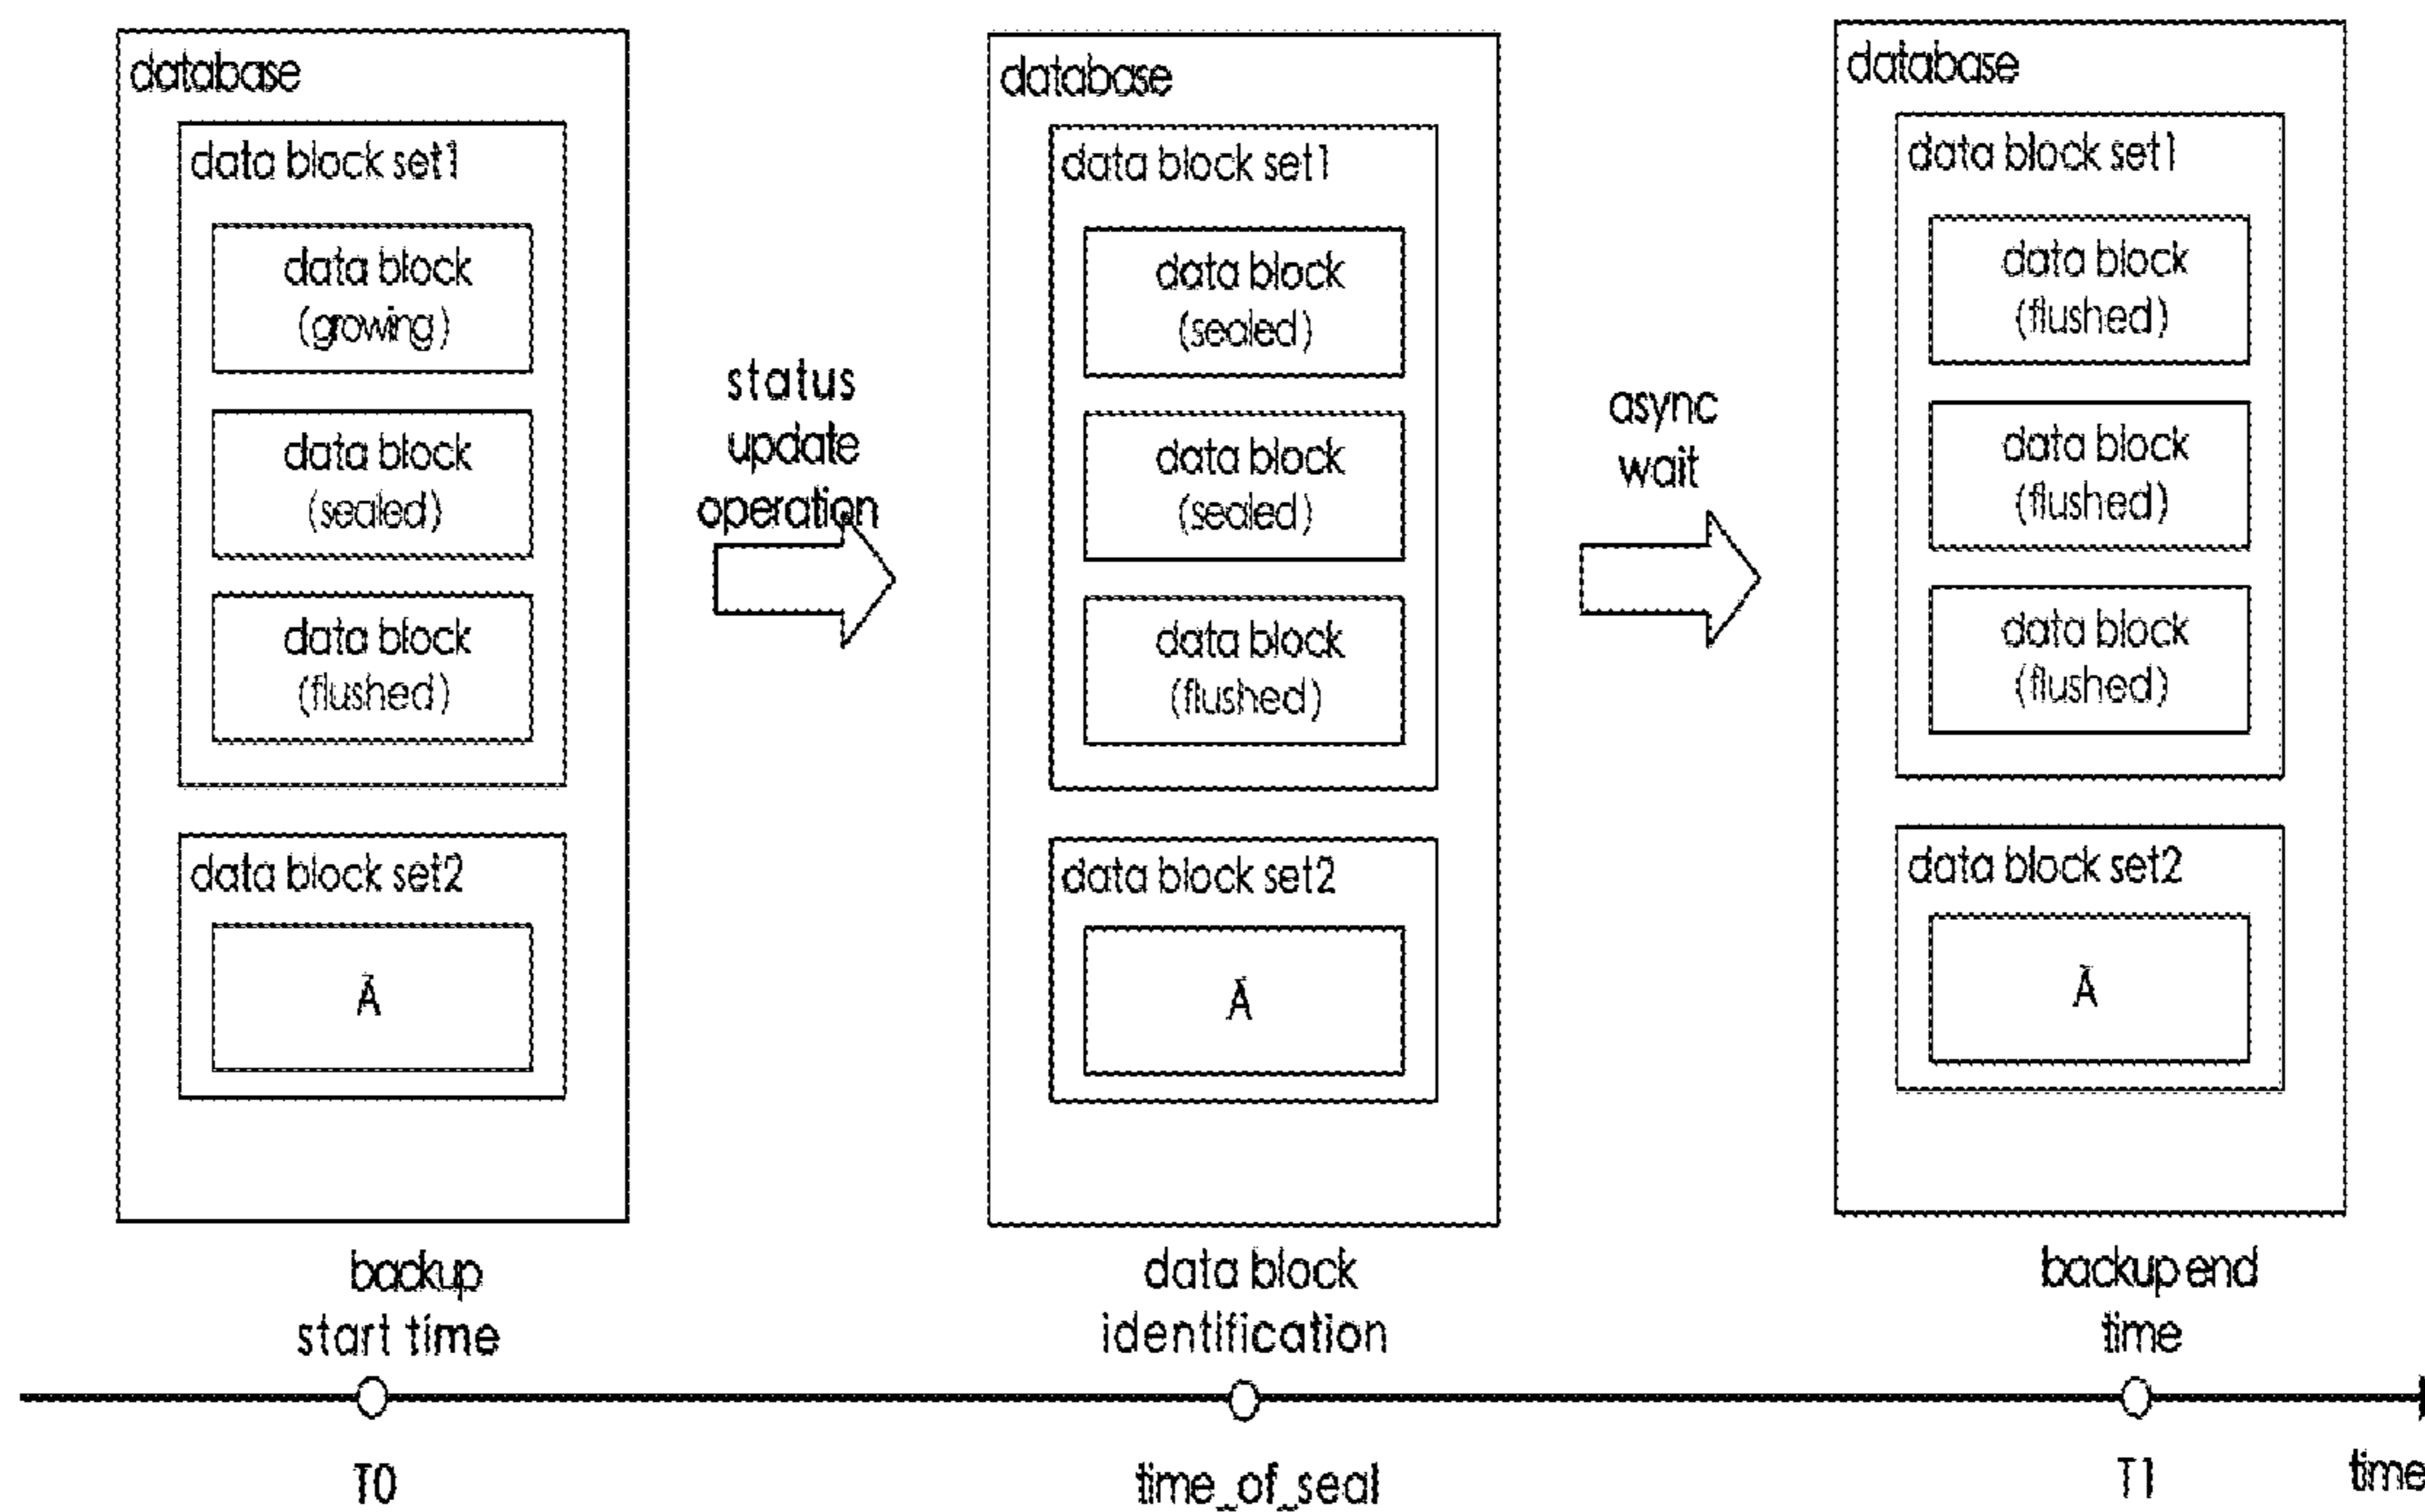 database
data block set1
data block
(growing)
data block
(sealed)
data block
(flushed)
data block set2
A
status
update
operation
database
data block set1
data block
(sealed)
data block
(sealed)
data block
(flushed)
data block set2
A
async
wait
database
data block set1
data block
(flushed)
data block
(flushed)
data block
(flushed)
data block set2
A
backup
start time
data block
identification
backup end
time
T0
time_of_seal
T1
time